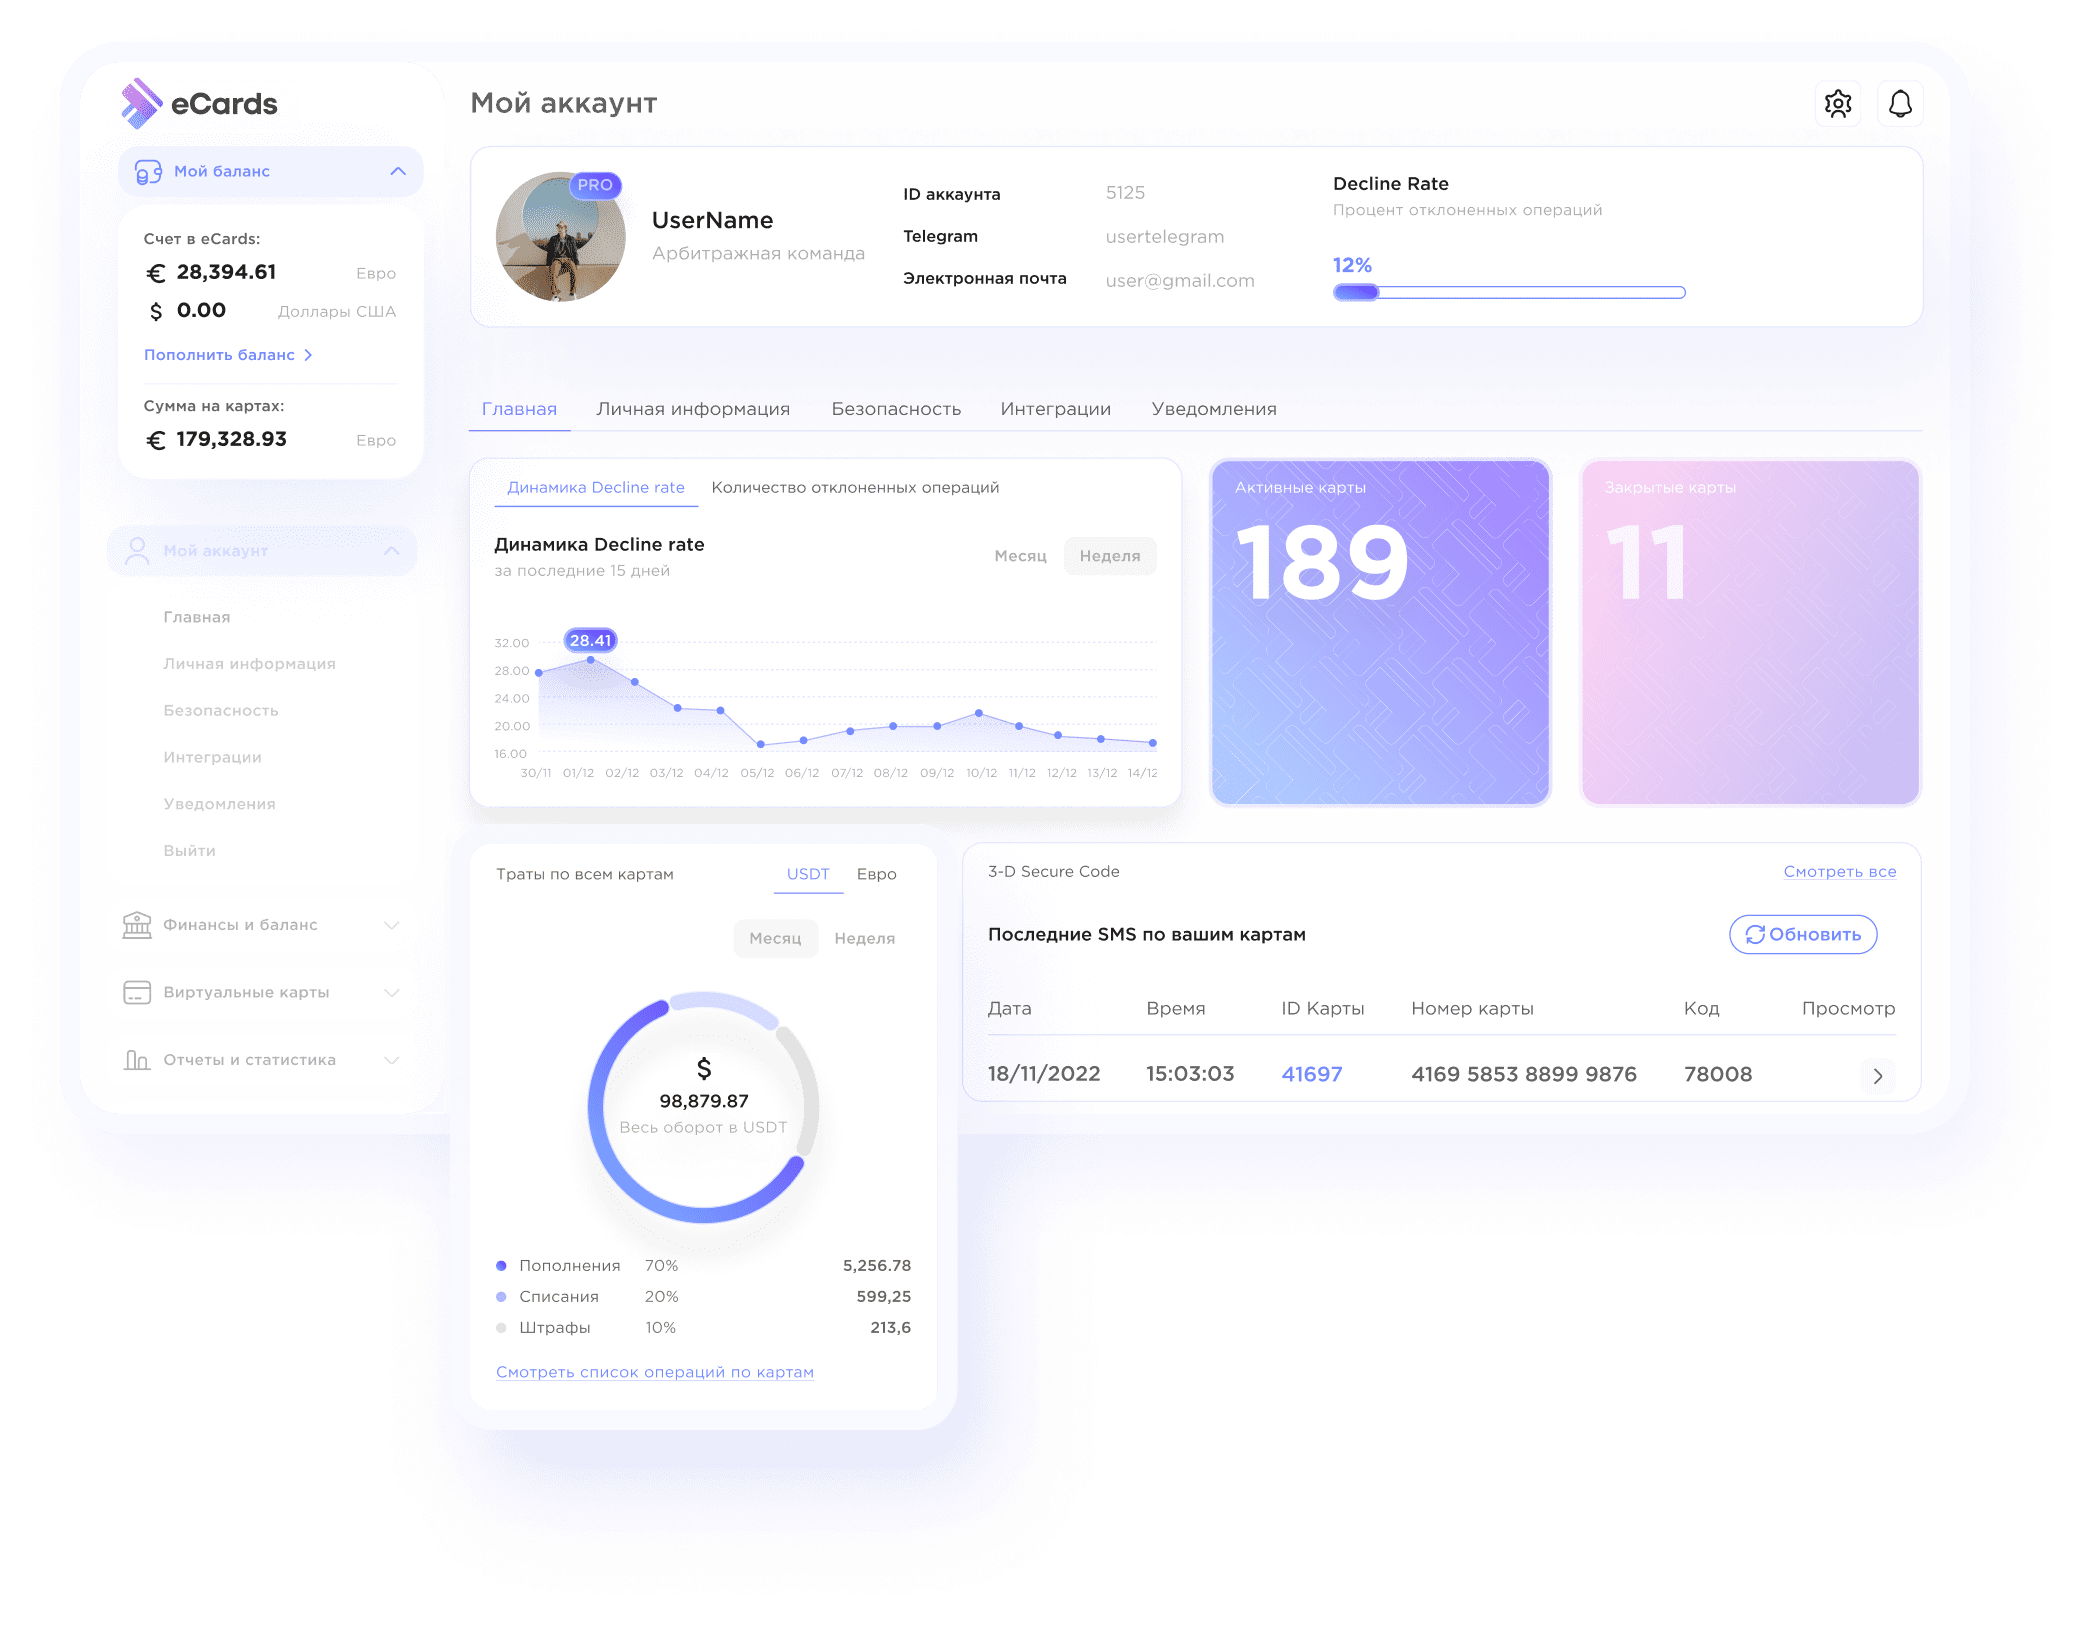 eCards
Мой баланс
Счет в eCards:
€ 28,394.61 Евро
$ 0.00 Доллары США
Пополнить баланс
Сумма на картах:
€ 179,328.93 Евро
Мой аккаунт
Главная
Личная информация
Безопасность
Интеграции
Уведомления
Выйти
Финансы и баланс
Виртуальные карты
Отчеты и статистика
Мой аккаунт
PRO
UserName
Арбитражная команда
ID аккаунта 5125
Telegram usertelegram
Электронная почта user@gmail.com
Decline Rate
Процент отклоненных операций
12%
Главная Личная информация Безопасность Интеграции Уведомления
Динамика Decline rate Количество отклоненных операций
Динамика Decline rate
за последние 15 дней
Месяц Неделя
28.41
32.00
28.00
24.00
20.00
16.00
30/11 01/12 02/12 03/12 04/12 05/12 06/12 07/12 08/12 09/12 10/12 11/12 12/12 13/12 14/12
Активные карты
189
Закрытые карты
11
Траты по всем картам USDT Евро
Месяц Неделя
$
98,879.87
Весь оборот в USDT
Пополнения 70% 5,256.78
Списания 20% 599,25
Штрафы 10% 213,6
Смотреть список операций по картам
3-D Secure Code Смотреть все
Последние SMS по вашим картам Обновить
Дата Время ID Карты Номер карты Код Просмотр
18/11/2022 15:03:03 41697 4169 5853 8899 9876 78008